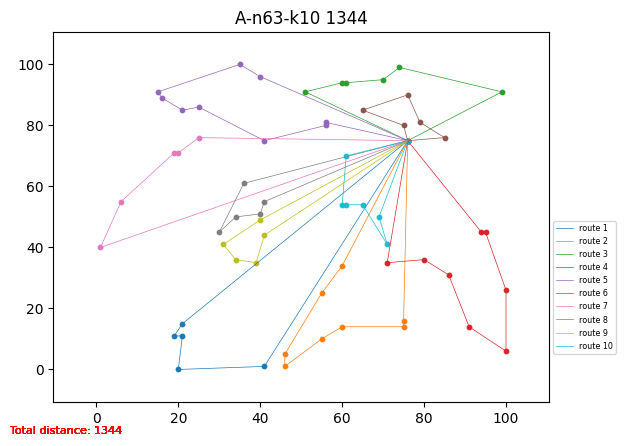 A-n63-k10 1344
100
80
60
40
20
0
0 20 40 60 80 100
route 1
route 2
route 3
route 4
route 5
route 6
route 7
route 8
route 9
route 10
Total distance: 1344